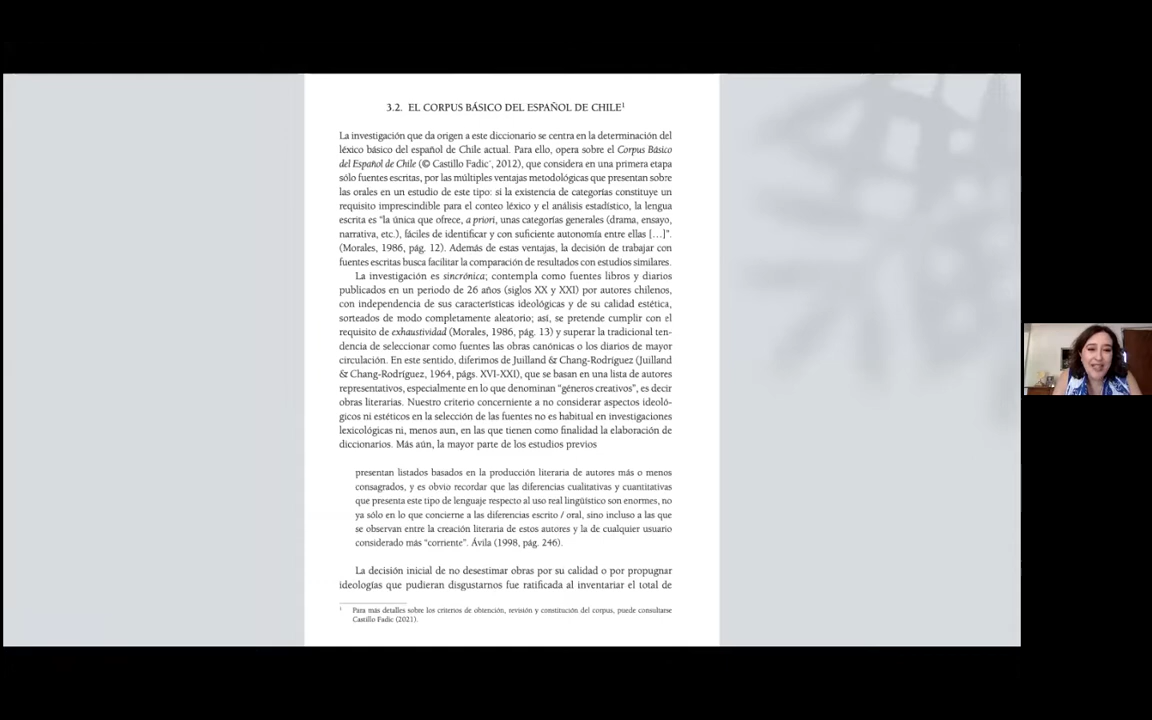 3.2. EL CORPUS BÁSICO DEL ESPAÑOL DE CHILE¹
La investigación que da origen a este diccionario se centra en la determinación del
léxico básico del español de Chile actual. Para ello, opera sobre el Corpus Básico
del Español de Chile (© Castillo Fadic, 2012), que considera en una primera etapa
sólo fuentes escritas, por las múltiples ventajas metodológicas que presentan sobre
las orales en un estudio de este tipo: si la existencia de categorías constituye un
requisito imprescindible para el conteo léxico y el análisis estadístico, la lengua
escrita es "la única que ofrece, a priori, unas categorías generales (drama, ensayo,
narrativa, etc.), fáciles de identificar y con suficiente autonomía entre ellas […]".
(Morales, 1986, pág. 12). Además de estas ventajas, la decisión de trabajar con
fuentes escritas busca facilitar la comparación de resultados con estudios similares.
La investigación es sincrónica; contempla como fuentes libros y diarios
publicados en un periodo de 26 años (siglos XX y XXI) por autores chilenos,
con independencia de sus características ideológicas y de su calidad estética,
sorteados de modo completamente aleatorio; así, se pretende cumplir con el
requisito de exhaustividad (Morales, 1986, pág. 13) y superar la tradicional ten-
dencia de seleccionar como fuentes las obras canónicas o los diarios de mayor
circulación. En este sentido, diferimos de Juilland & Chang-Rodríguez (Juilland
& Chang-Rodríguez, 1964, págs. XVI-XXI), que se basan en una lista de autores
representativos, especialmente en lo que denominan "géneros creativos", es decir
obras literarias. Nuestro criterio concerniente a no considerar aspectos ideoló-
gicos ni estéticos en la selección de las fuentes no es habitual en investigaciones
lexicológicas ni, menos aun, en las que tienen como finalidad la elaboración de
diccionarios. Más aún, la mayor parte de los estudios previos
presentan listados basados en la producción literaria de autores más o menos
consagrados, y es obvio recordar que las diferencias cualitativas y cuantitativas
que presenta este tipo de lenguaje respecto al uso real lingüístico son enormes, no
ya sólo en lo que concierne a las diferencias escrito / oral, sino incluso a las que
se observan entre la creación literaria de estos autores y la de cualquier usuario
considerado más "corriente". Ávila (1998, pág. 246).
La decisión inicial de no desestimar obras por su calidad o por propugnar
ideologías que pudieran disgustarnos fue ratificada al inventariar el total de
1 Para más detalles sobre los criterios de obtención, revisión y constitución del corpus, puede consultarse
Castillo Fadic (2021).